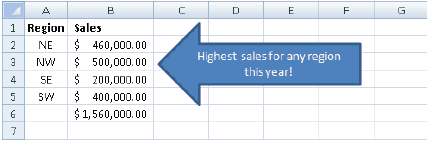 A B C D E F G
1 Region Sales
2 NE $ 460,000.00
3 NW $ 500,000.00
4 SE $ 200,000.00
5 SW $ 400,000.00
6 $ 1,560,000.00
7
Highest sales for any region
this year!